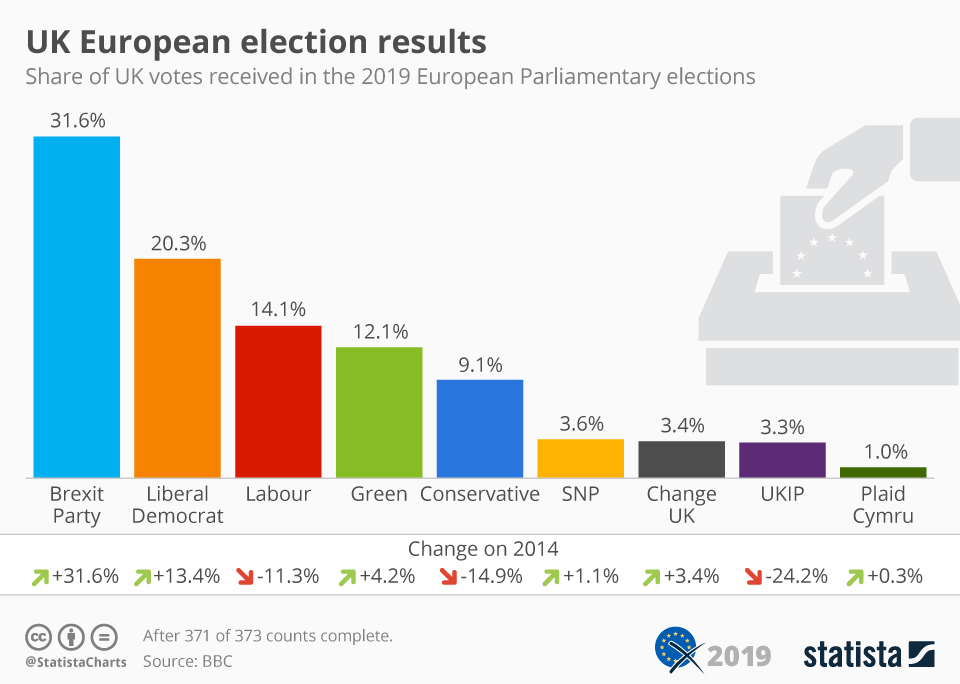 UK European election results
Share of UK votes received in the 2019 European Parliamentary elections
31.6%
20.3%
14.1%
12.1%
9.1%
3.6%
3.4%
3.3%
1.0%
Brexit Party
Liberal Democrat
Labour
Green
Conservative
SNP
Change UK
UKIP
Plaid Cymru
Change on 2014
+31.6% +13.4% -11.3% +4.2% -14.9% +1.1% +3.4% -24.2% +0.3%
cc
@StatistaCharts
After 371 of 373 counts complete.
Source: BBC
2019
statista